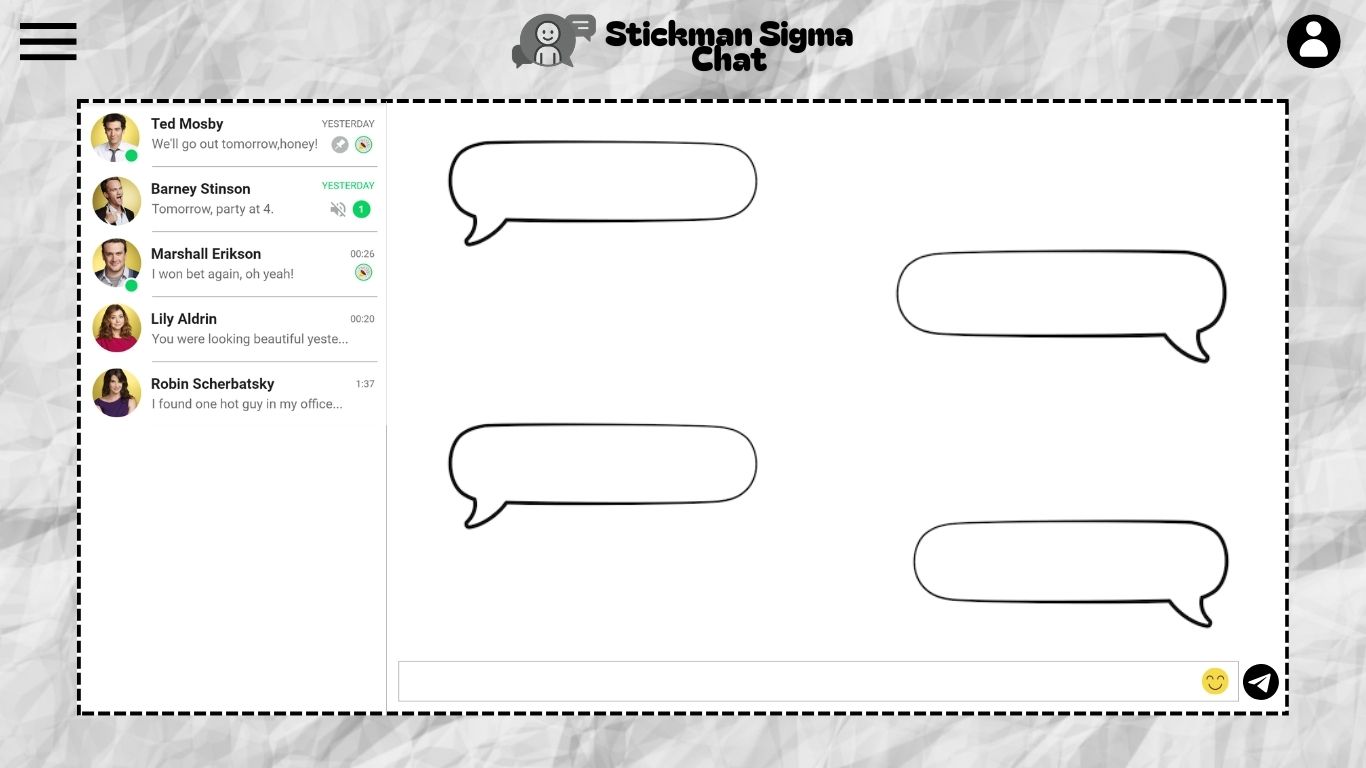 Stickman Sigma
Chat
Ted Mosby YESTERDAY
We'll go out tomorrow,honey!
Barney Stinson YESTERDAY
Tomorrow, party at 4. 1
Marshall Erikson 00:26
I won bet again, oh yeah!
Lily Aldrin 00:20
You were looking beautiful yeste...
Robin Scherbatsky 1:37
I found one hot guy in my office...